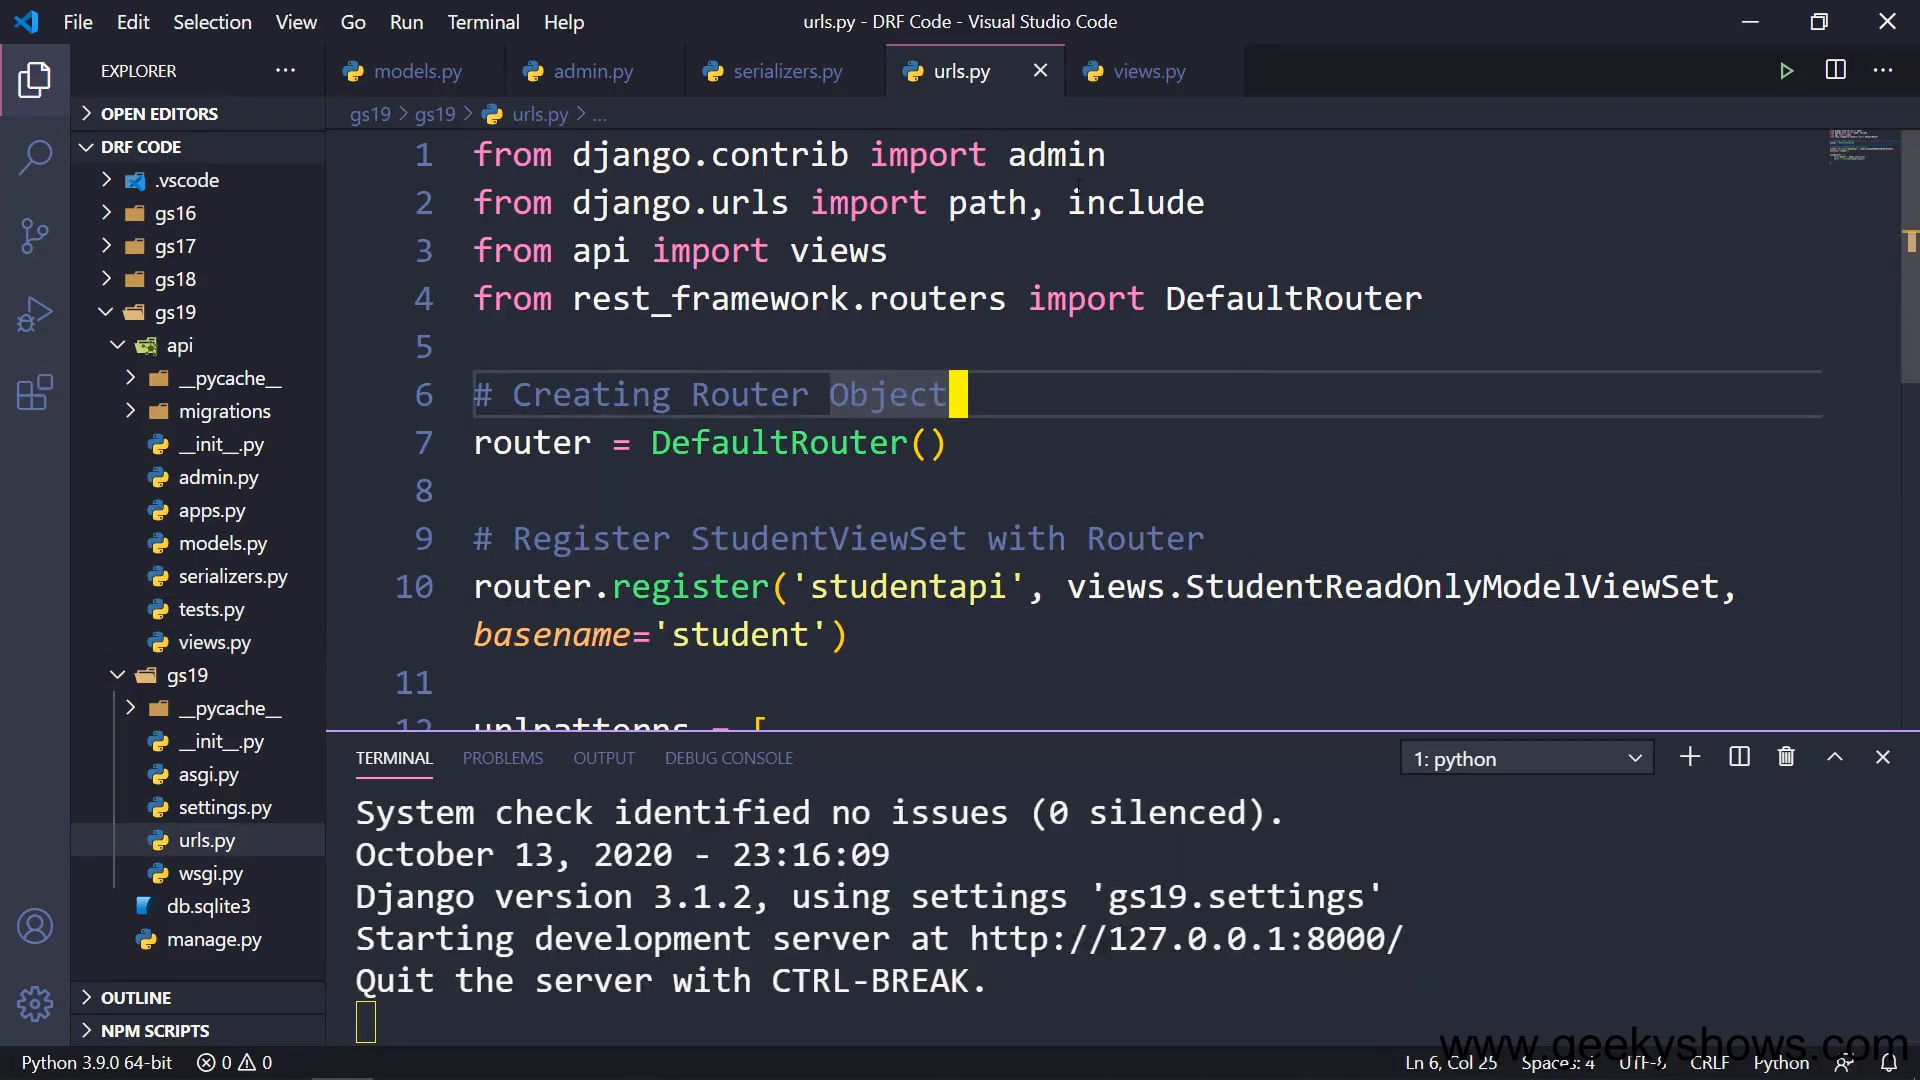 File Edit Selection View Go Run Terminal Help
urls.py - DRF Code - Visual Studio Code
EXPLORER
models.py admin.py serializers.py urls.py views.py
OPEN EDITORS
gs19 > gs19 > urls.py > ...
DRF CODE
.vscode
gs16
gs17
gs18
gs19
api
__pycache__
migrations
__init__.py
admin.py
apps.py
models.py
serializers.py
tests.py
views.py
gs19
__pycache__
__init__.py
asgi.py
settings.py
urls.py
wsgi.py
db.sqlite3
manage.py
OUTLINE
NPM SCRIPTS
1 from django.contrib import admin
2 from django.urls import path, include
3 from api import views
4 from rest_framework.routers import DefaultRouter
5
6 # Creating Router Object
7 router = DefaultRouter()
8
9 # Register StudentViewSet with Router
10 router.register('studentapi', views.StudentReadOnlyModelViewSet,
basename='student')
11
12 urlpatterns = [
TERMINAL PROBLEMS OUTPUT DEBUG CONSOLE
1: python
System check identified no issues (0 silenced).
October 13, 2020 - 23:16:09
Django version 3.1.2, using settings 'gs19.settings'
Starting development server at http://127.0.0.1:8000/
Quit the server with CTRL-BREAK.
www.geekyshows.com
Python 3.9.0 64-bit 0 0
Ln 6, Col 25 Spaces: 4 UTF-8 CRLF Python